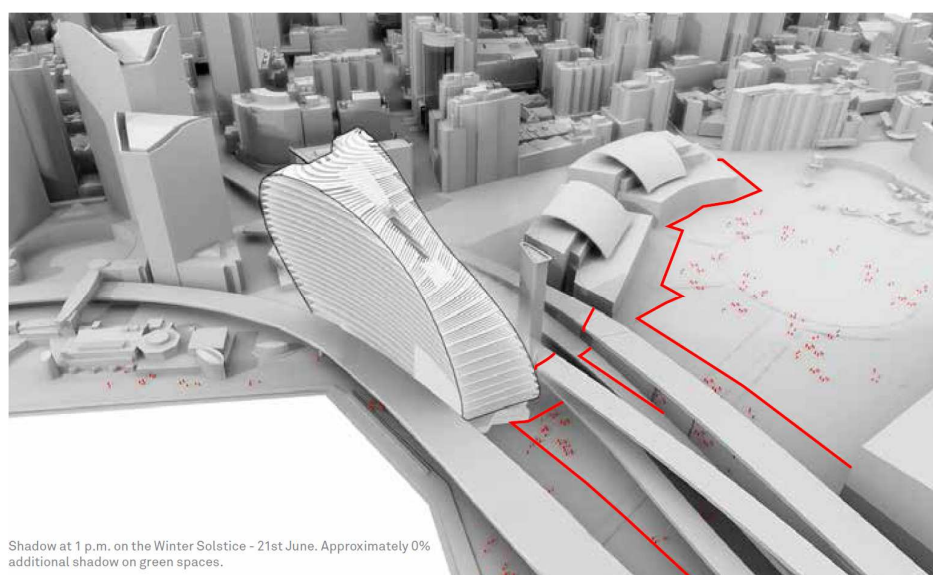 Shadow at 1 p.m. on the Winter Solstice - 21st June. Approximately 0%
additional shadow on green spaces.